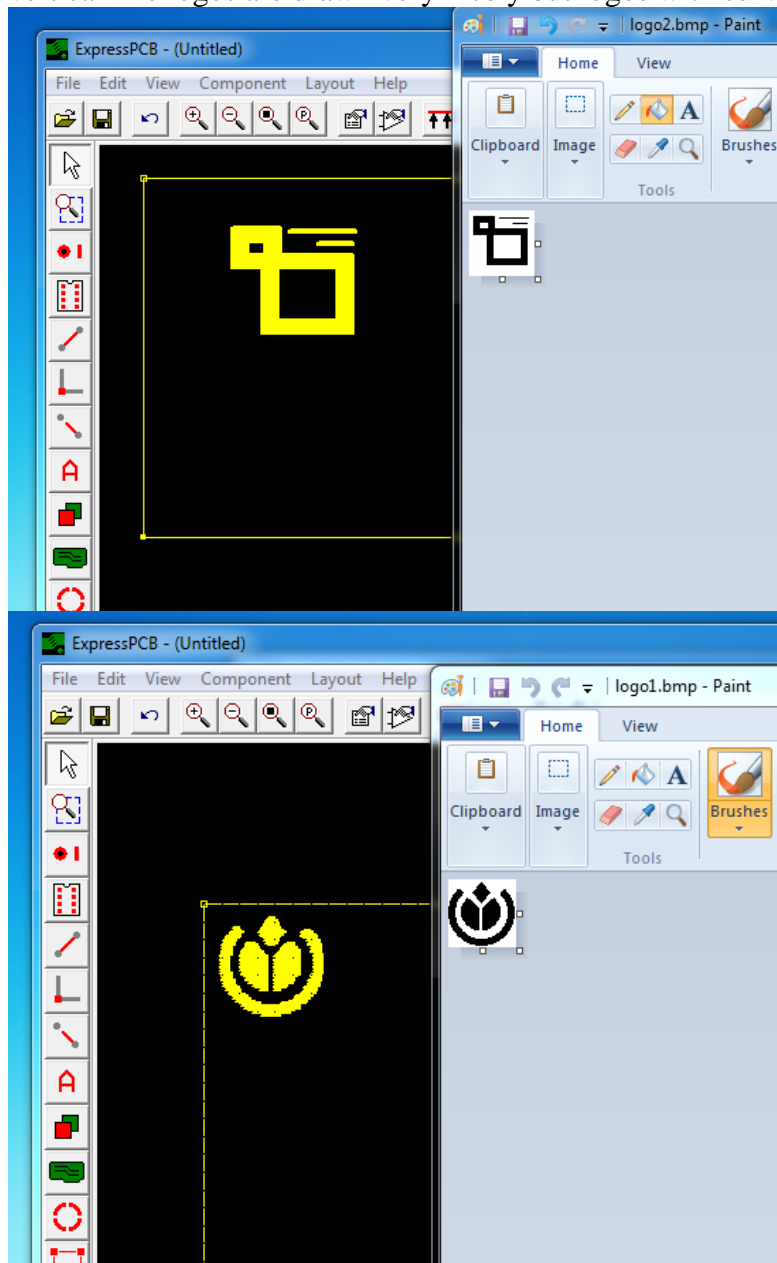 ExpressPCB - (Untitled)
File Edit View Component Layout Help
logo2.bmp - Paint
Home View
Clipboard Image Brushes
Tools
ExpressPCB - (Untitled)
File Edit View Component Layout Help
logo1.bmp - Paint
Home View
Clipboard Image Brushes
Tools